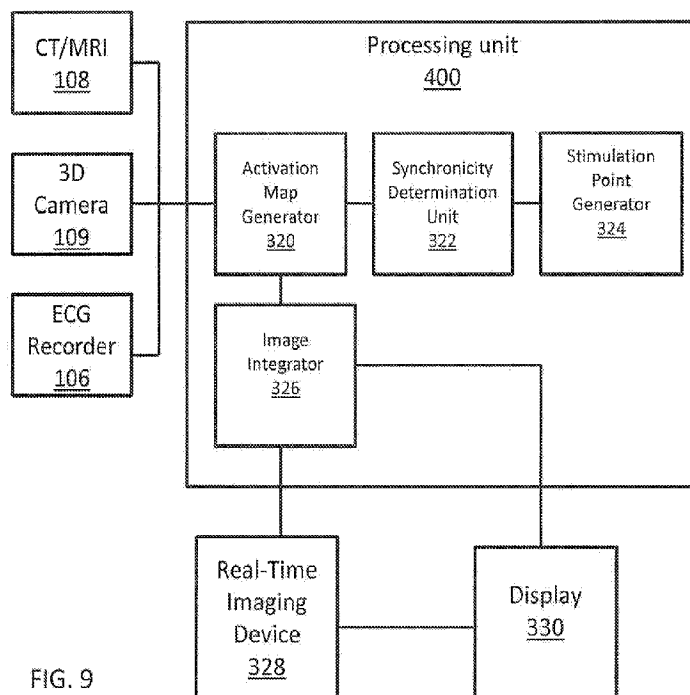 CT/MRI
108
3D
Camera
109
ECG
Recorder
106
Processing unit
400
Activation
Map
Generator
320
Synchronicity
Determination
Unit
322
Stimulation
Point
Generator
324
Image
Integrator
326
Real-Time
Imaging
Device
328
Display
330
FIG. 9